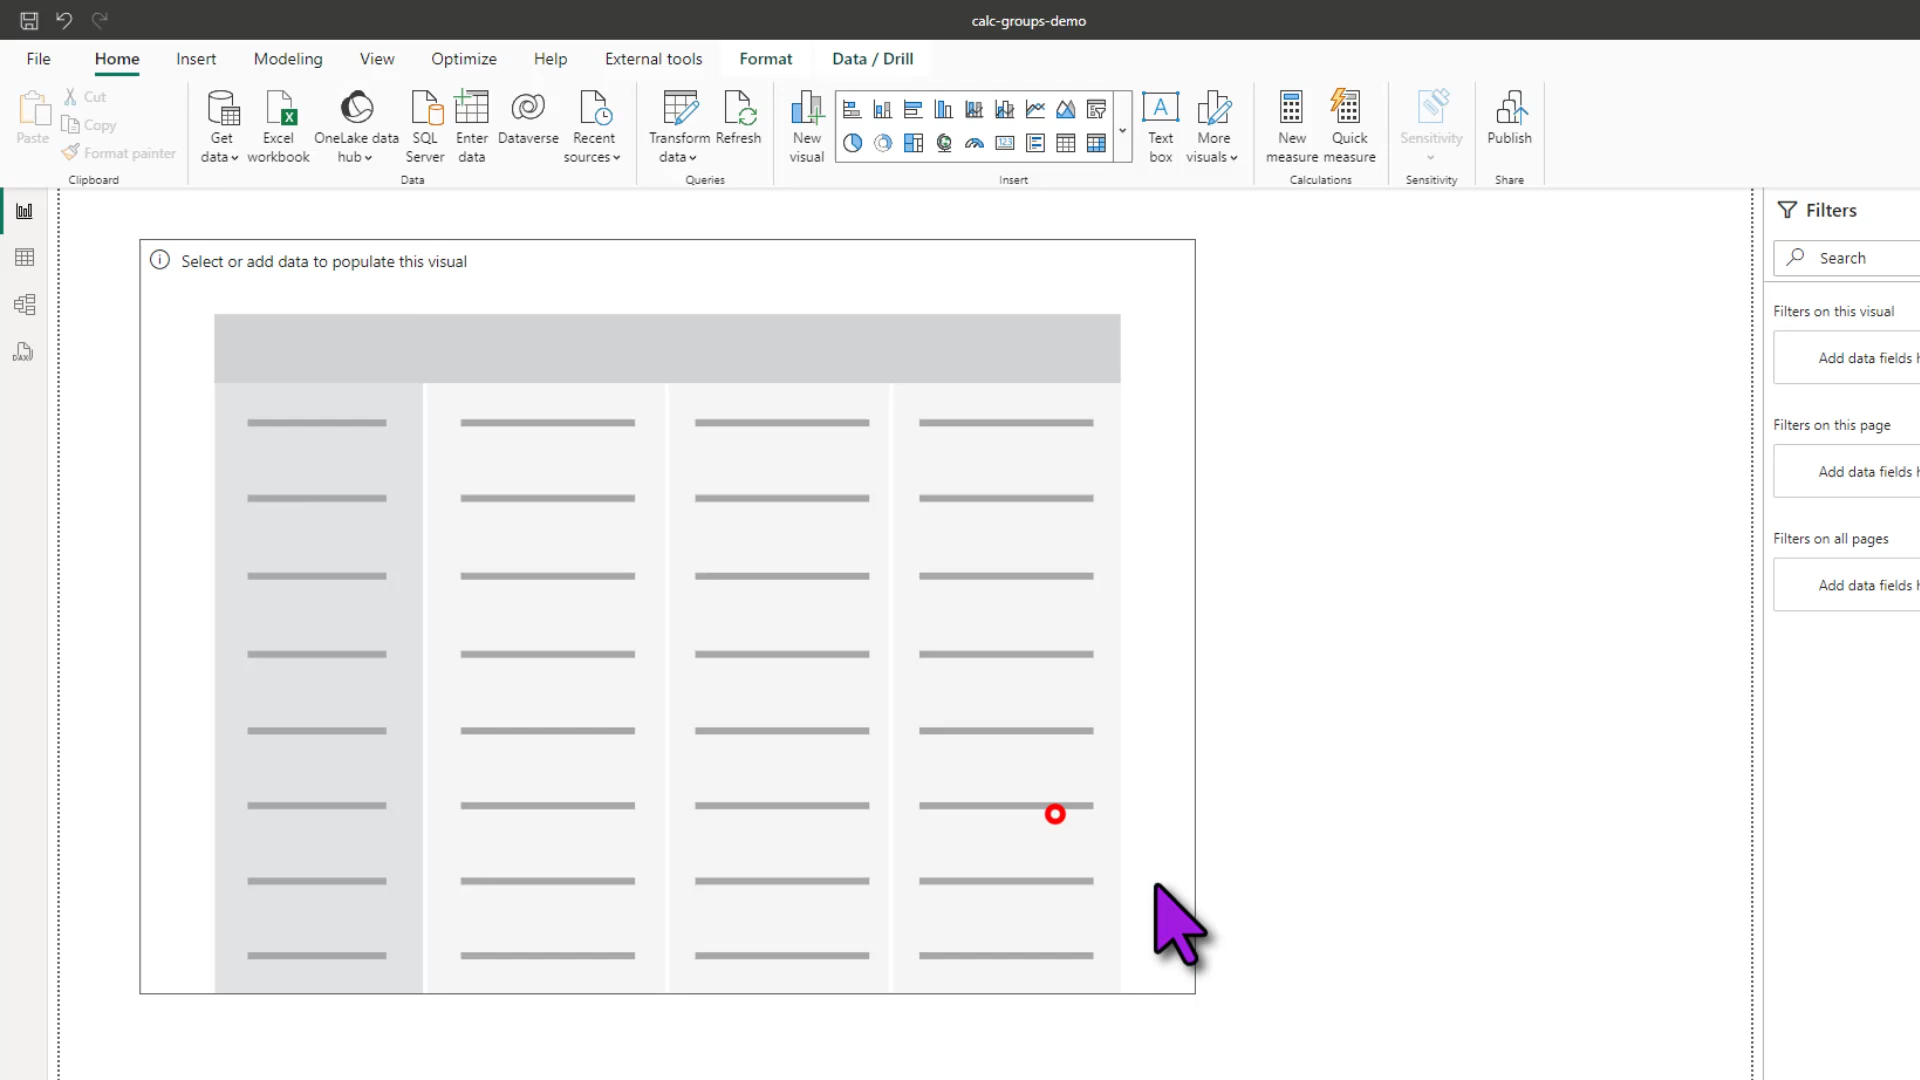 calc-groups-demo
File Home Insert Modeling View Optimize Help External tools Format Data / Drill
Paste
Cut
Copy
Format painter
Clipboard
Get data
Excel workbook
OneLake data hub
SQL Server
Enter data
Dataverse
Recent sources
Data
Transform data
Refresh
Queries
New visual
123
A
Text box
More visuals
Insert
New measure
Quick measure
Calculations
Sensitivity
Sensitivity
Publish
Share
DAX
Select or add data to populate this visual
Filters
Search
Filters on this visual
Add data fields
Filters on this page
Add data fields
Filters on all pages
Add data fields